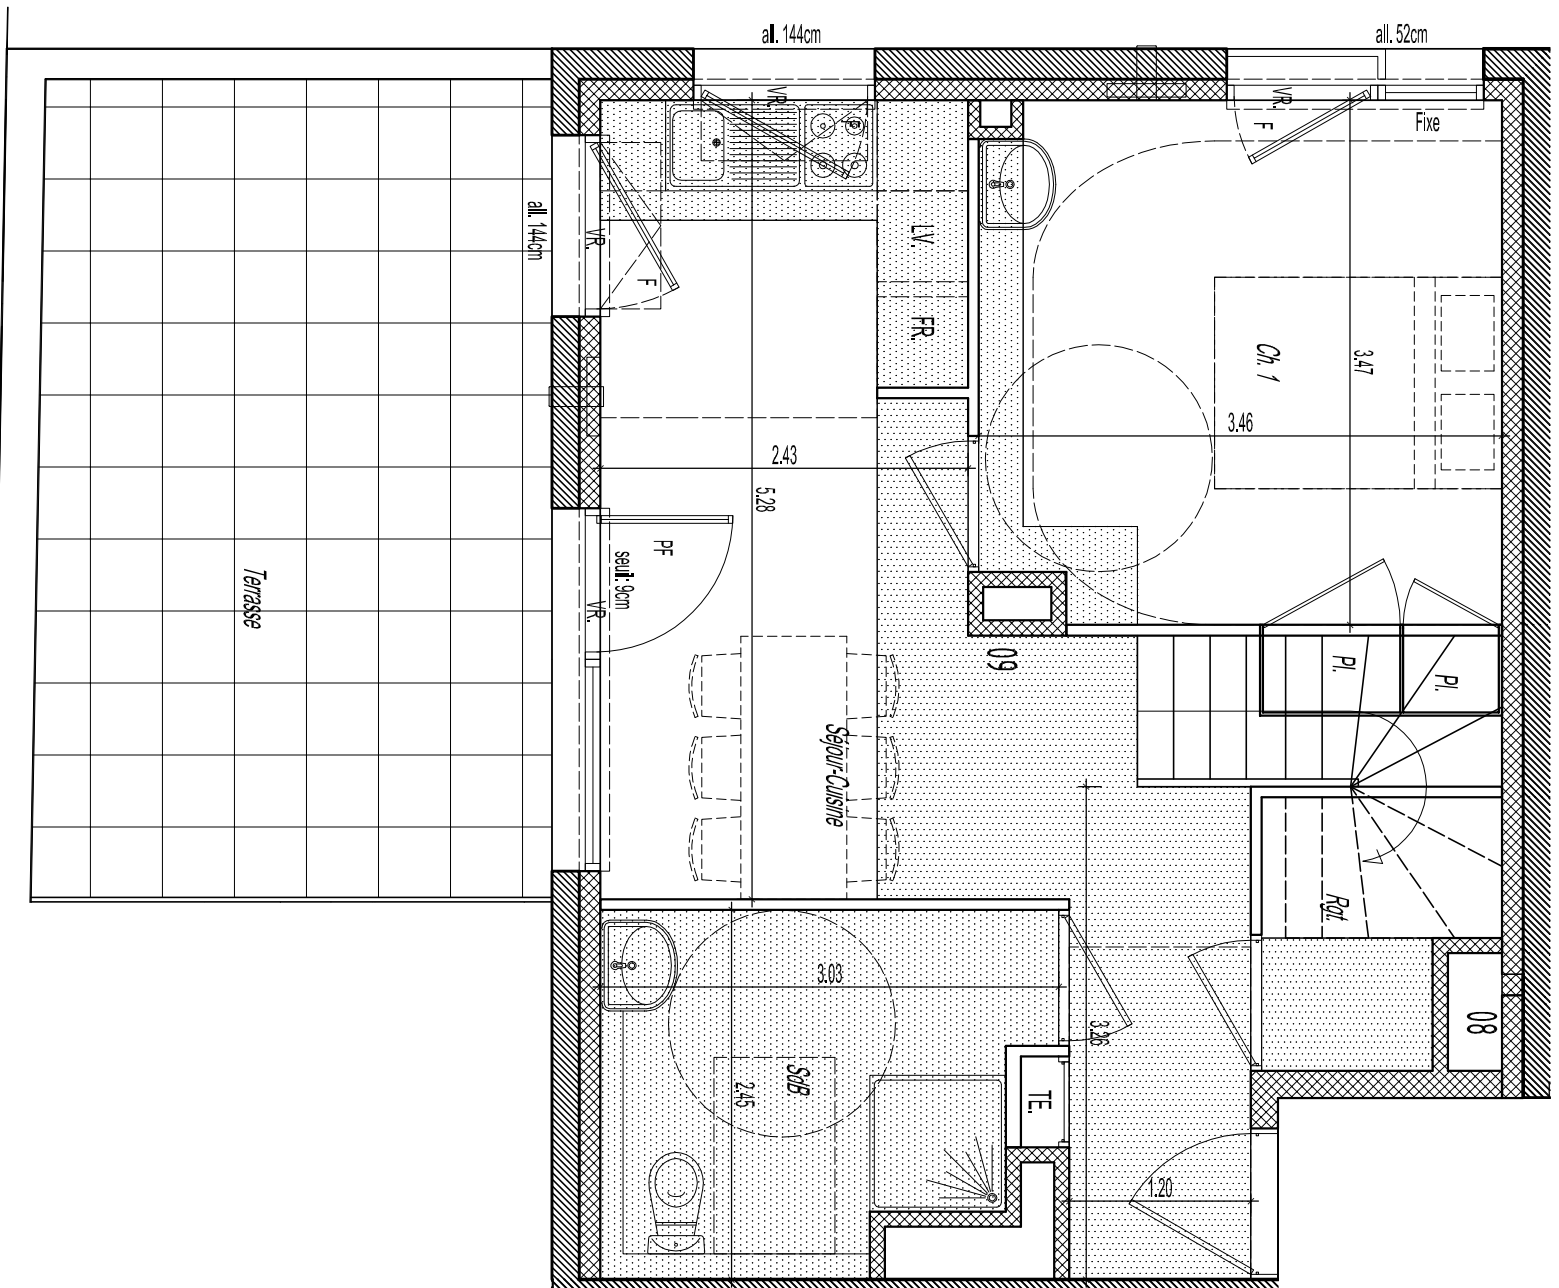 all. 144cm
all. 52cm
VR.
F
VR.
F
Fixe
all. 144cm
VR.
F
LV.
FR.
Ch. 1
3.47
3.46
2.43
5.28
PF
seuil: 9cm
VR.
Terrasse
09
Pl.
Pl.
Séjour-Cuisine
Rgt.
3.03
3.26
08
SdB
2.45
TE.
1.20